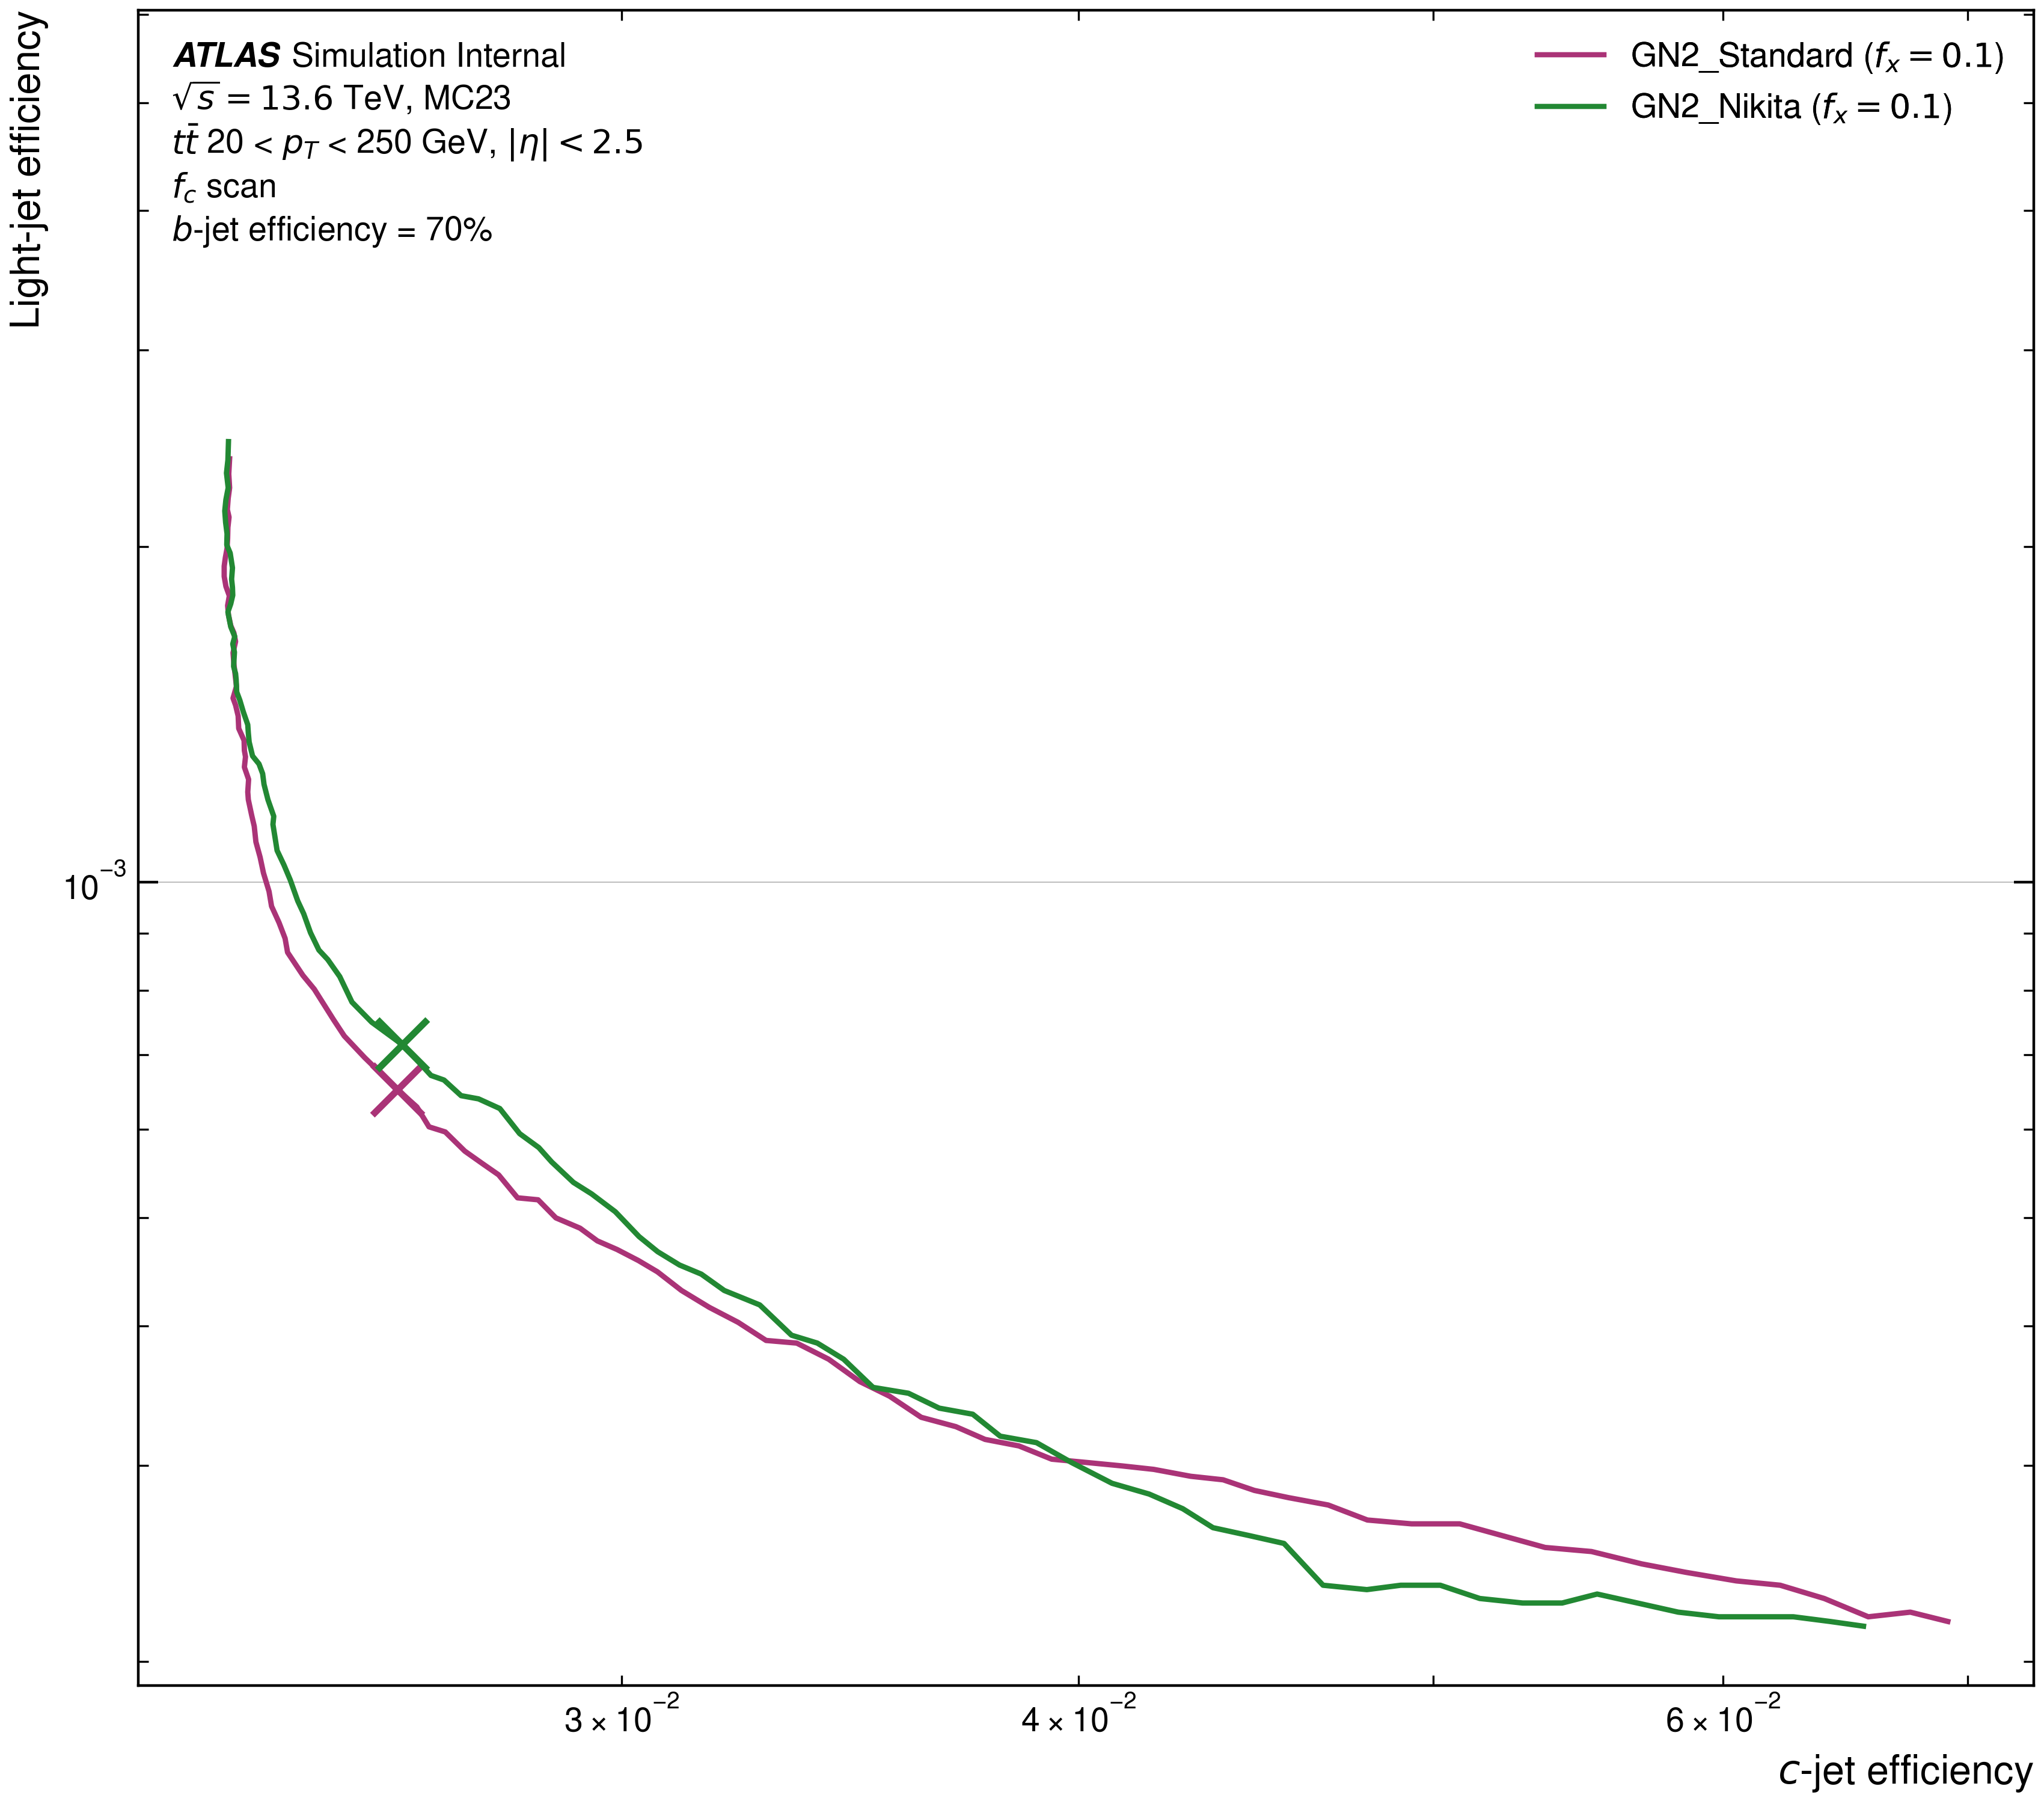 Light-jet efficiency
ATLAS Simulation Internal
√s = 13.6 TeV, MC23
tt̄ 20 < p_T < 250 GeV, |η| < 2.5
f_c scan
b-jet efficiency = 70%
GN2_Standard (f_x = 0.1)
GN2_Nikita (f_x = 0.1)
10⁻³
3 × 10⁻²
4 × 10⁻²
6 × 10⁻²
c-jet efficiency